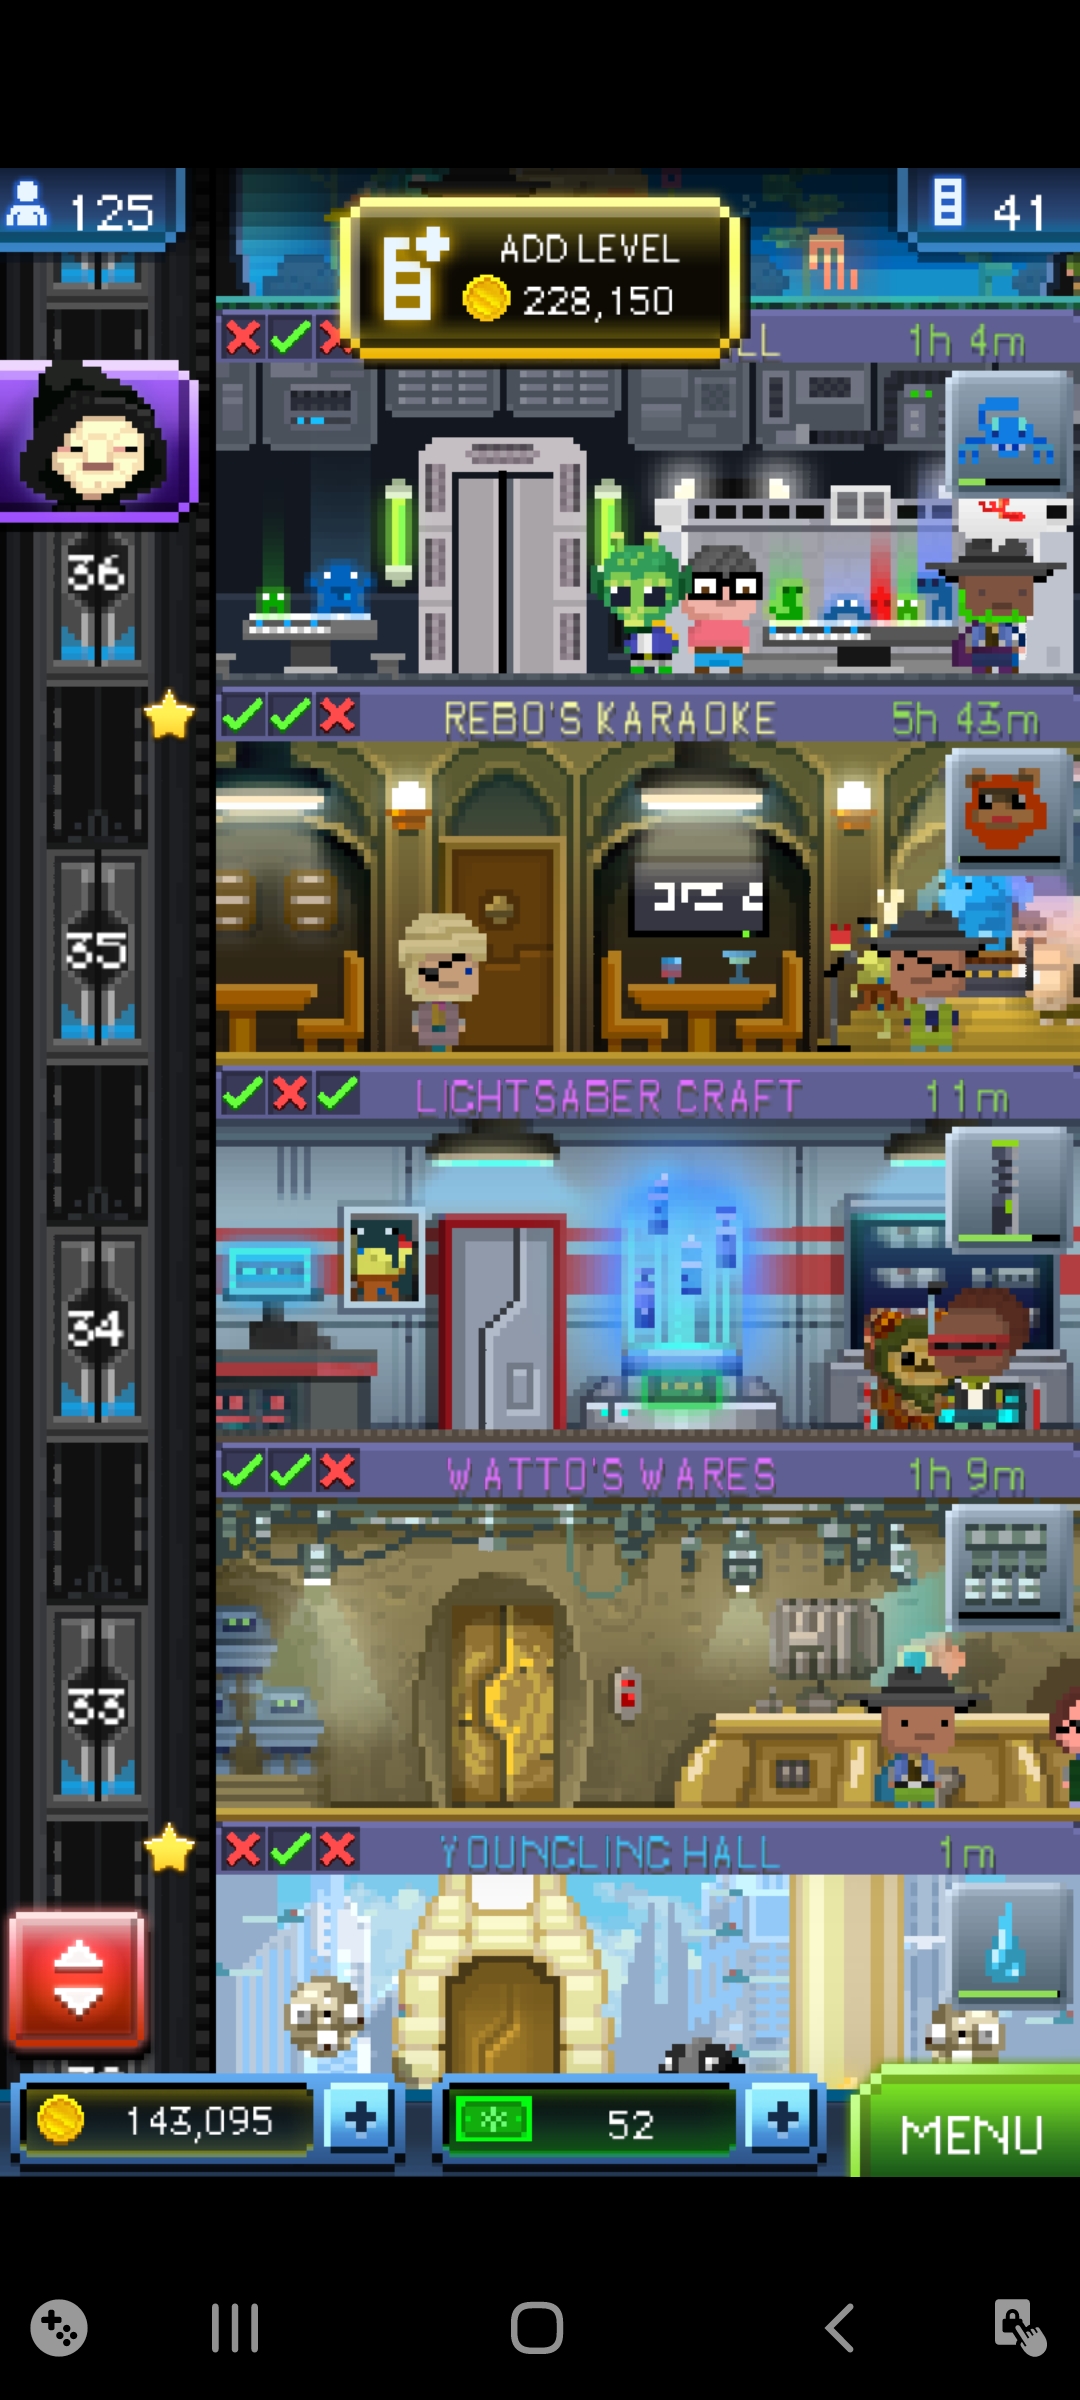 125
41
ADD LEVEL
228,150
LL
1h 4m
36
REBO'S KARAOKE
5h 43m
35
LIGHTSABER CRAFT
11m
34
WATTO'S WARES
1h 9m
33
YOUNGLING HALL
1m
143,095
52
MENU